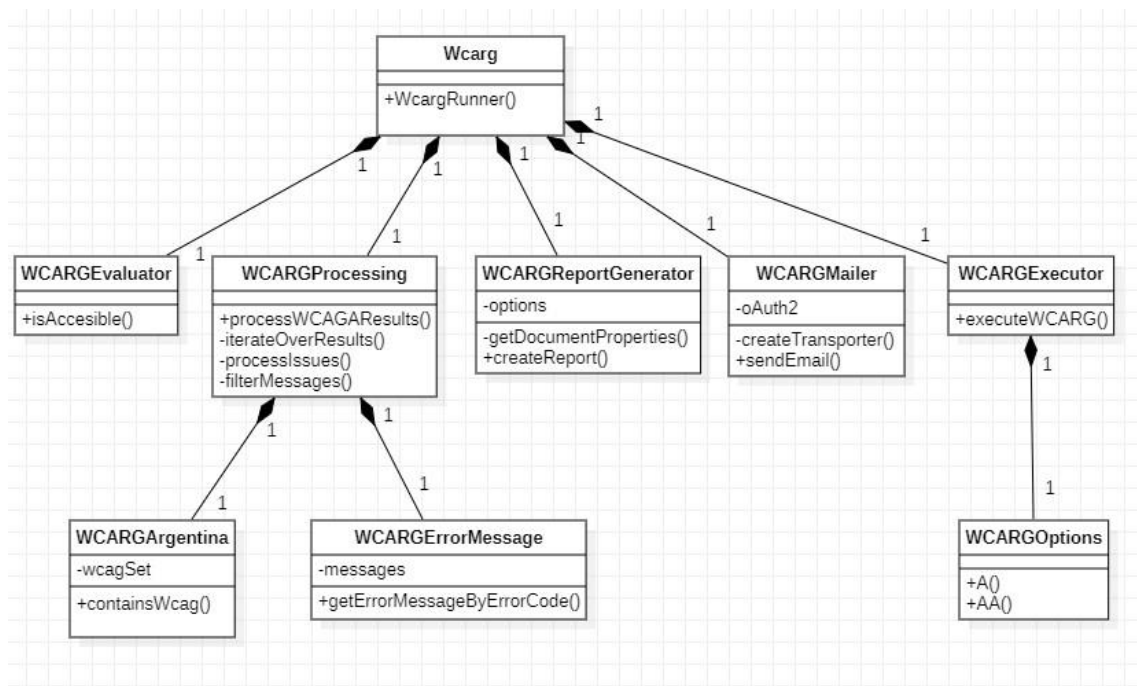 Wcarg
+WcargRunner()
1
1
1
1
1
1
1
1
1
1
WCARGEvaluator
+isAccesible()
WCARGProcessing
+processWCAGAResults()
-iterateOverResults()
-processIssues()
-filterMessages()
WCARGReportGenerator
-options
-getDocumentProperties()
+createReport()
WCARGMailer
-oAuth2
-createTransporter()
+sendEmail()
WCARGExecutor
+executeWCARG()
1
1
1
1
1
1
WCARGArgentina
-wcagSet
+containsWcag()
WCARGErrorMessage
-messages
+getErrorMessageByErrorCode()
WCARGOptions
+A()
+AA()